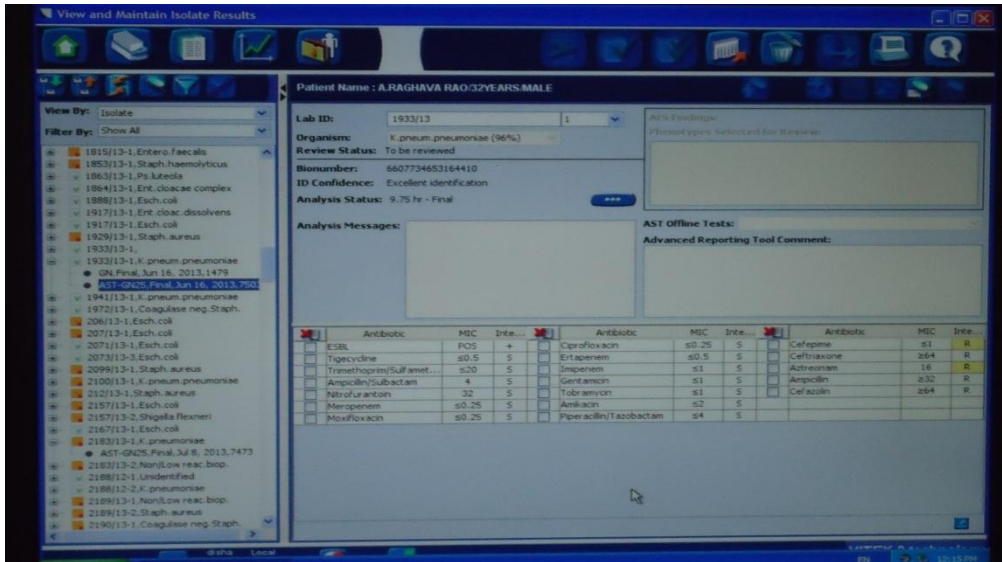 View and Maintain Isolate Results
Patient Name : A.RAGHAVA RAO/32YEARS/MALE
View By: Isolate
Filter By: Show All
1815/13-1,Entero.faecalis
1853/13-1,Staph.haemolyticus
1863/13-1,Ps.luteola
1864/13-1,Ent.cloacae complex
1888/13-1,Esch.coli
1917/13-1,Ent.cloac.dissolvens
1917/13-1,Esch.coli
1929/13-1,Staph.aureus
1933/13-1,
1933/13-1,K.pneum.pneumoniae
GN,Final,Jun 16, 2013,1479
AST-GN25,Final,Jun 16, 2013,750
1941/13-1,K.pneum.pneumoniae
1972/13-1,Coagulase neg.Staph.
206/13-1,Esch.coli
207/13-1,Esch.coli
2071/13-1,Esch.coli
2073/13-3,Esch.coli
2099/13-1,Staph.aureus
2100/13-1,K.pneum.pneumoniae
212/13-1,Staph.aureus
2157/13-1,Esch.coli
2157/13-2,Shigella flexneri
2167/13-1,Esch.coli
2183/13-1,K.pneumoniae
AST-GN25,Final,Jul 8, 2013,7473
2183/13-2,Non/Low reac.biop.
2188/12-1,Unidentified
2188/12-2,K.pneumoniae
2189/13-1,Non/Low reac.biop.
2189/13-2,Staph.aureus
2190/13-1,Coagulase neg.Staph.
Lab ID: 1933/13 1
Organism: K.pneum.pneumoniae (96%)
Review Status: To be reviewed
Bionumber: 6607734653164410
ID Confidence: Excellent identification
Analysis Status: 9.75 hr - Final
Analysis Messages:
AES Findings:
Phenotypes Selected for Review:
AST Offline Tests:
Advanced Reporting Tool Comment:
Antibiotic MIC Inte... Antibiotic MIC Inte... Antibiotic MIC Inte...
ESBL POS + Ciprofloxacin ≤0.25 S Cefepime ≤1 R
Tigecycline ≤0.5 S Ertapenem ≤0.5 S Ceftriaxone ≥64 R
Trimethoprim/Sulfamet... ≤20 S Imipenem ≤1 S Aztreonam 16 R
Ampicillin/Sulbactam 4 S Gentamicin ≤1 S Ampicillin ≥32 R
Nitrofurantoin 32 S Tobramycin ≤1 S Cefazolin ≥64 R
Meropenem ≤0.25 S Amikacin ≤2 S
Moxifloxacin ≤0.25 S Piperacillin/Tazobactam ≤4 S
disha Local
EN 12:15 PM